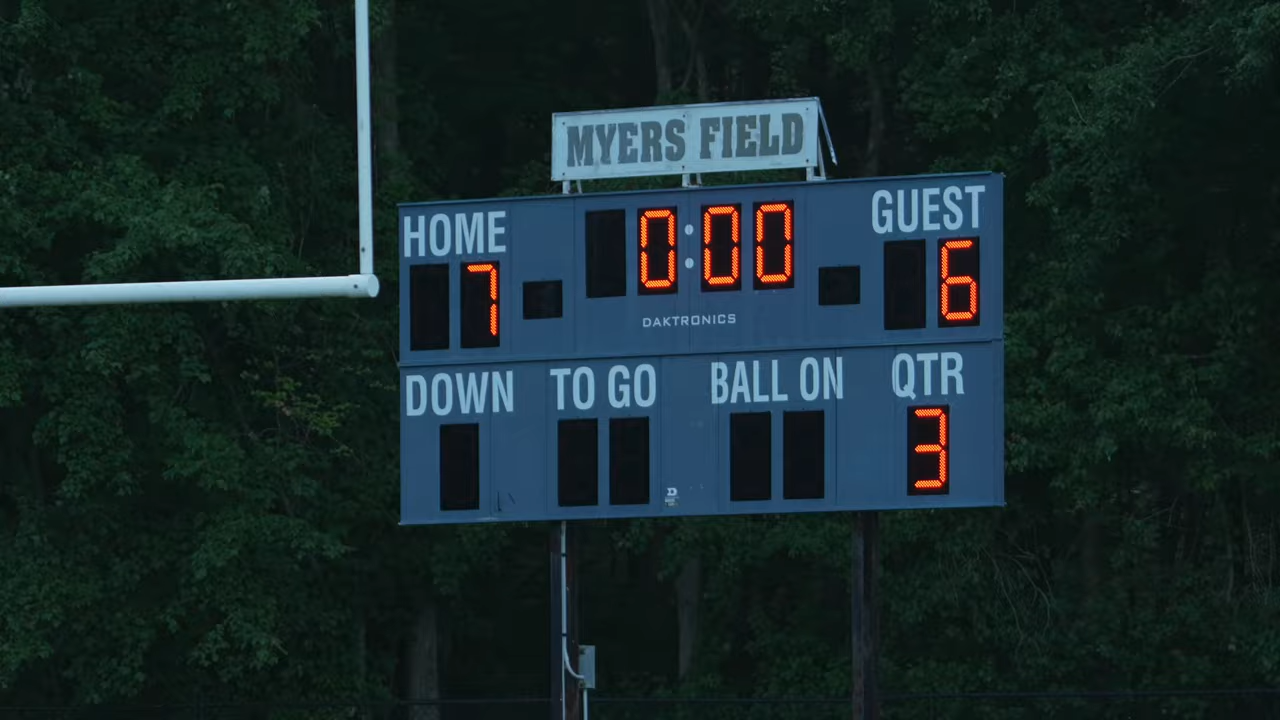 MYERS FIELD
HOME 0:00 GUEST
7 6
DAKTRONICS
DOWN TO GO BALL ON QTR
3